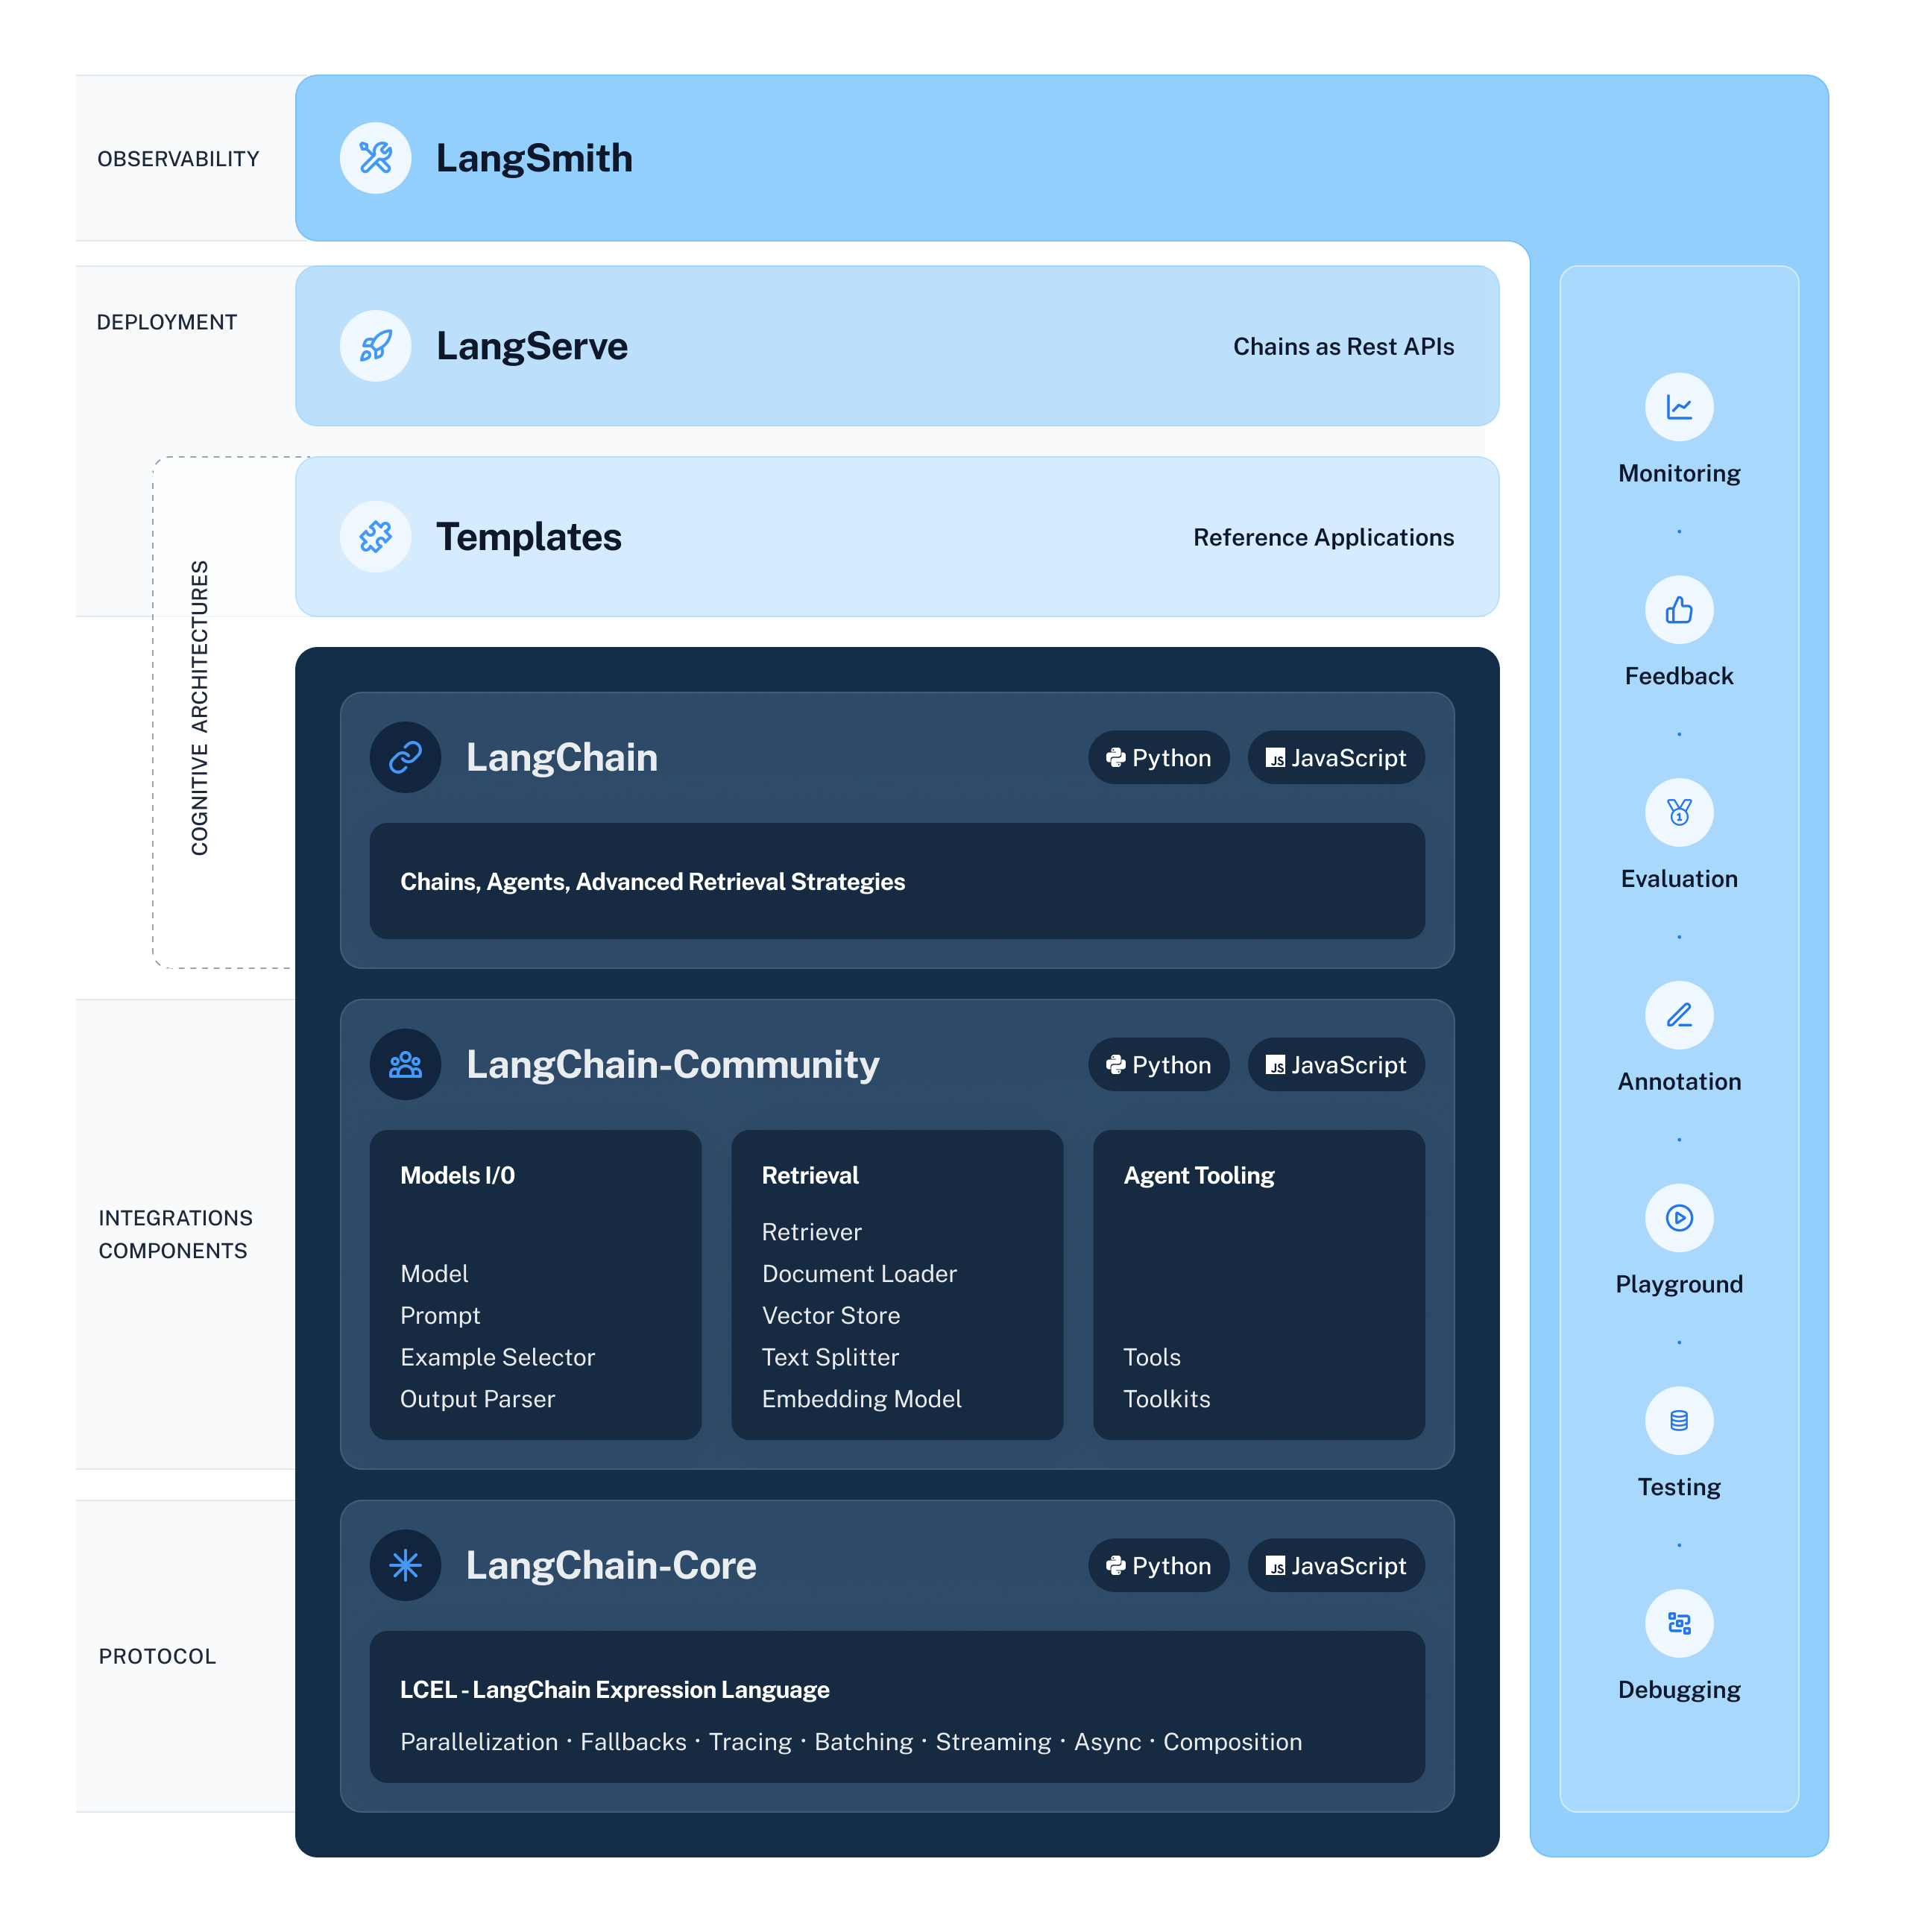 OBSERVABILITY
LangSmith
DEPLOYMENT
LangServe
Chains as Rest APIs
COGNITIVE ARCHITECTURES
Templates
Reference Applications
LangChain
Python
JavaScript
Chains, Agents, Advanced Retrieval Strategies
INTEGRATIONS
COMPONENTS
LangChain-Community
Python
JavaScript
Models I/0
Model
Prompt
Example Selector
Output Parser
Retrieval
Retriever
Document Loader
Vector Store
Text Splitter
Embedding Model
Agent Tooling
Tools
Toolkits
PROTOCOL
LangChain-Core
Python
JavaScript
LCEL - LangChain Expression Language
Parallelization · Fallbacks · Tracing · Batching · Streaming · Async · Composition
Monitoring
Feedback
Evaluation
Annotation
Playground
Testing
Debugging